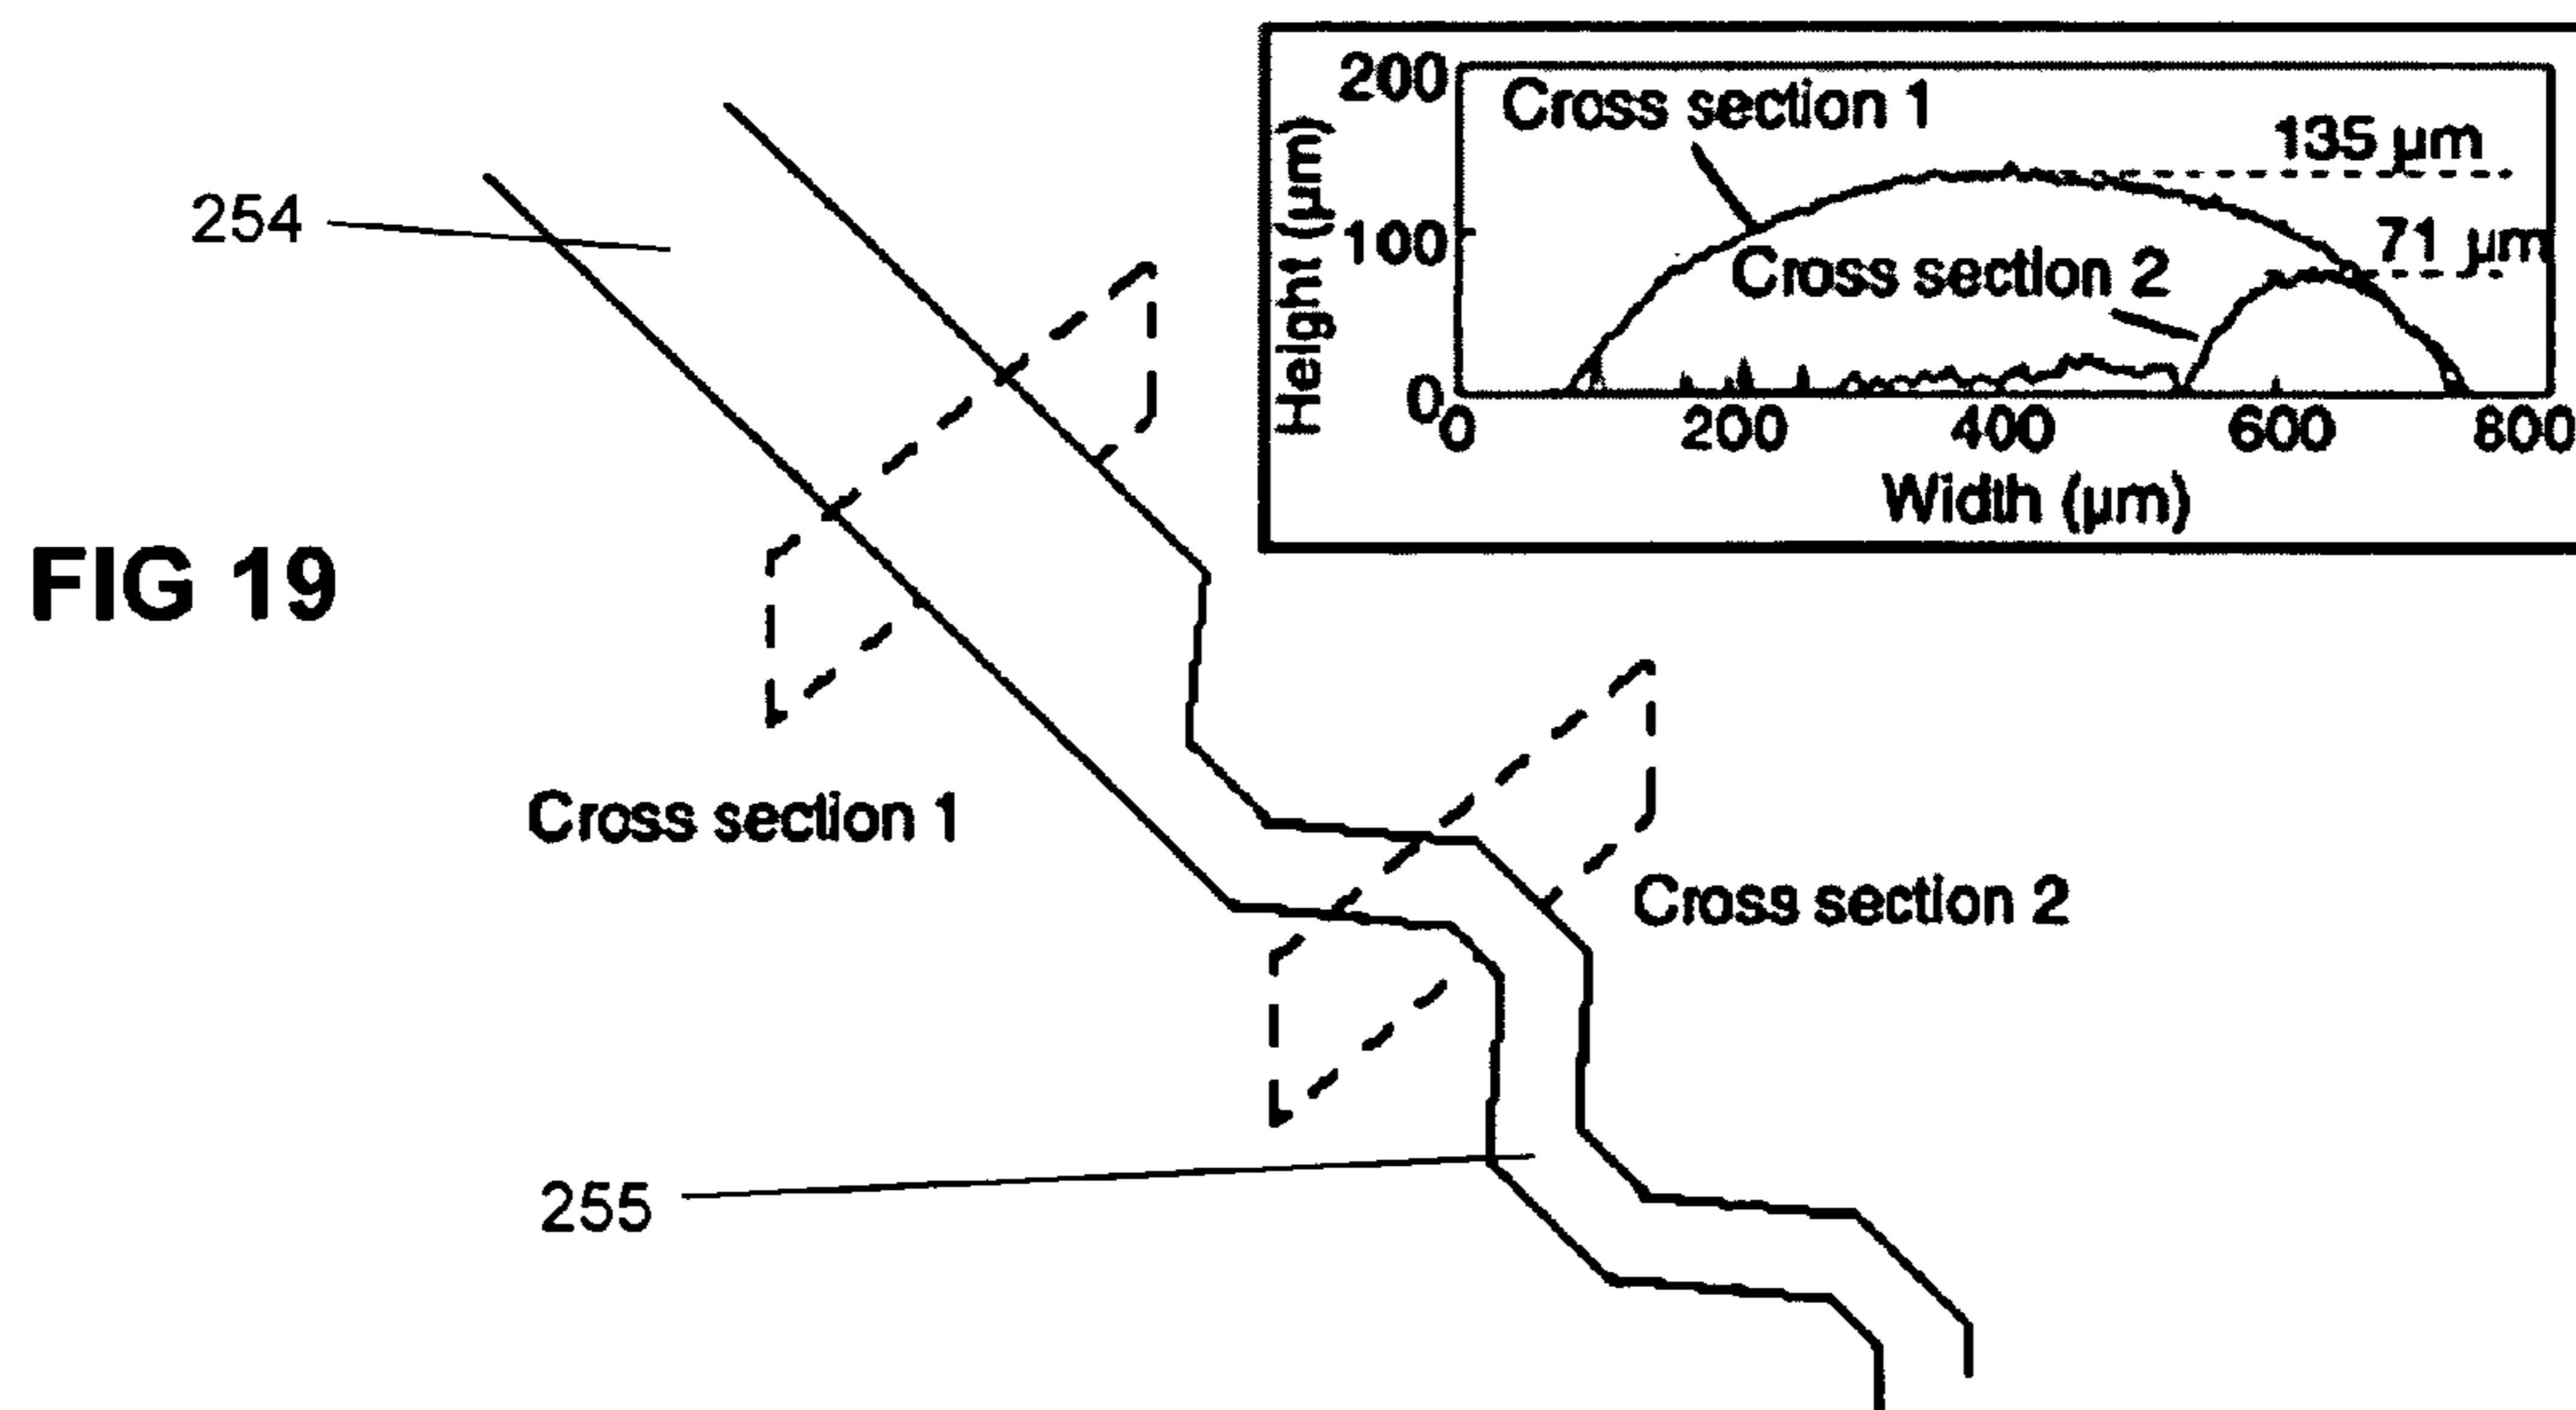 200
Cross section 1
135 µm
Height (µm)
100
71 µm
Cross section 2
0
0 200 400 600 800
Width (µm)
254
FIG 19
Cross section 1
Cross section 2
255